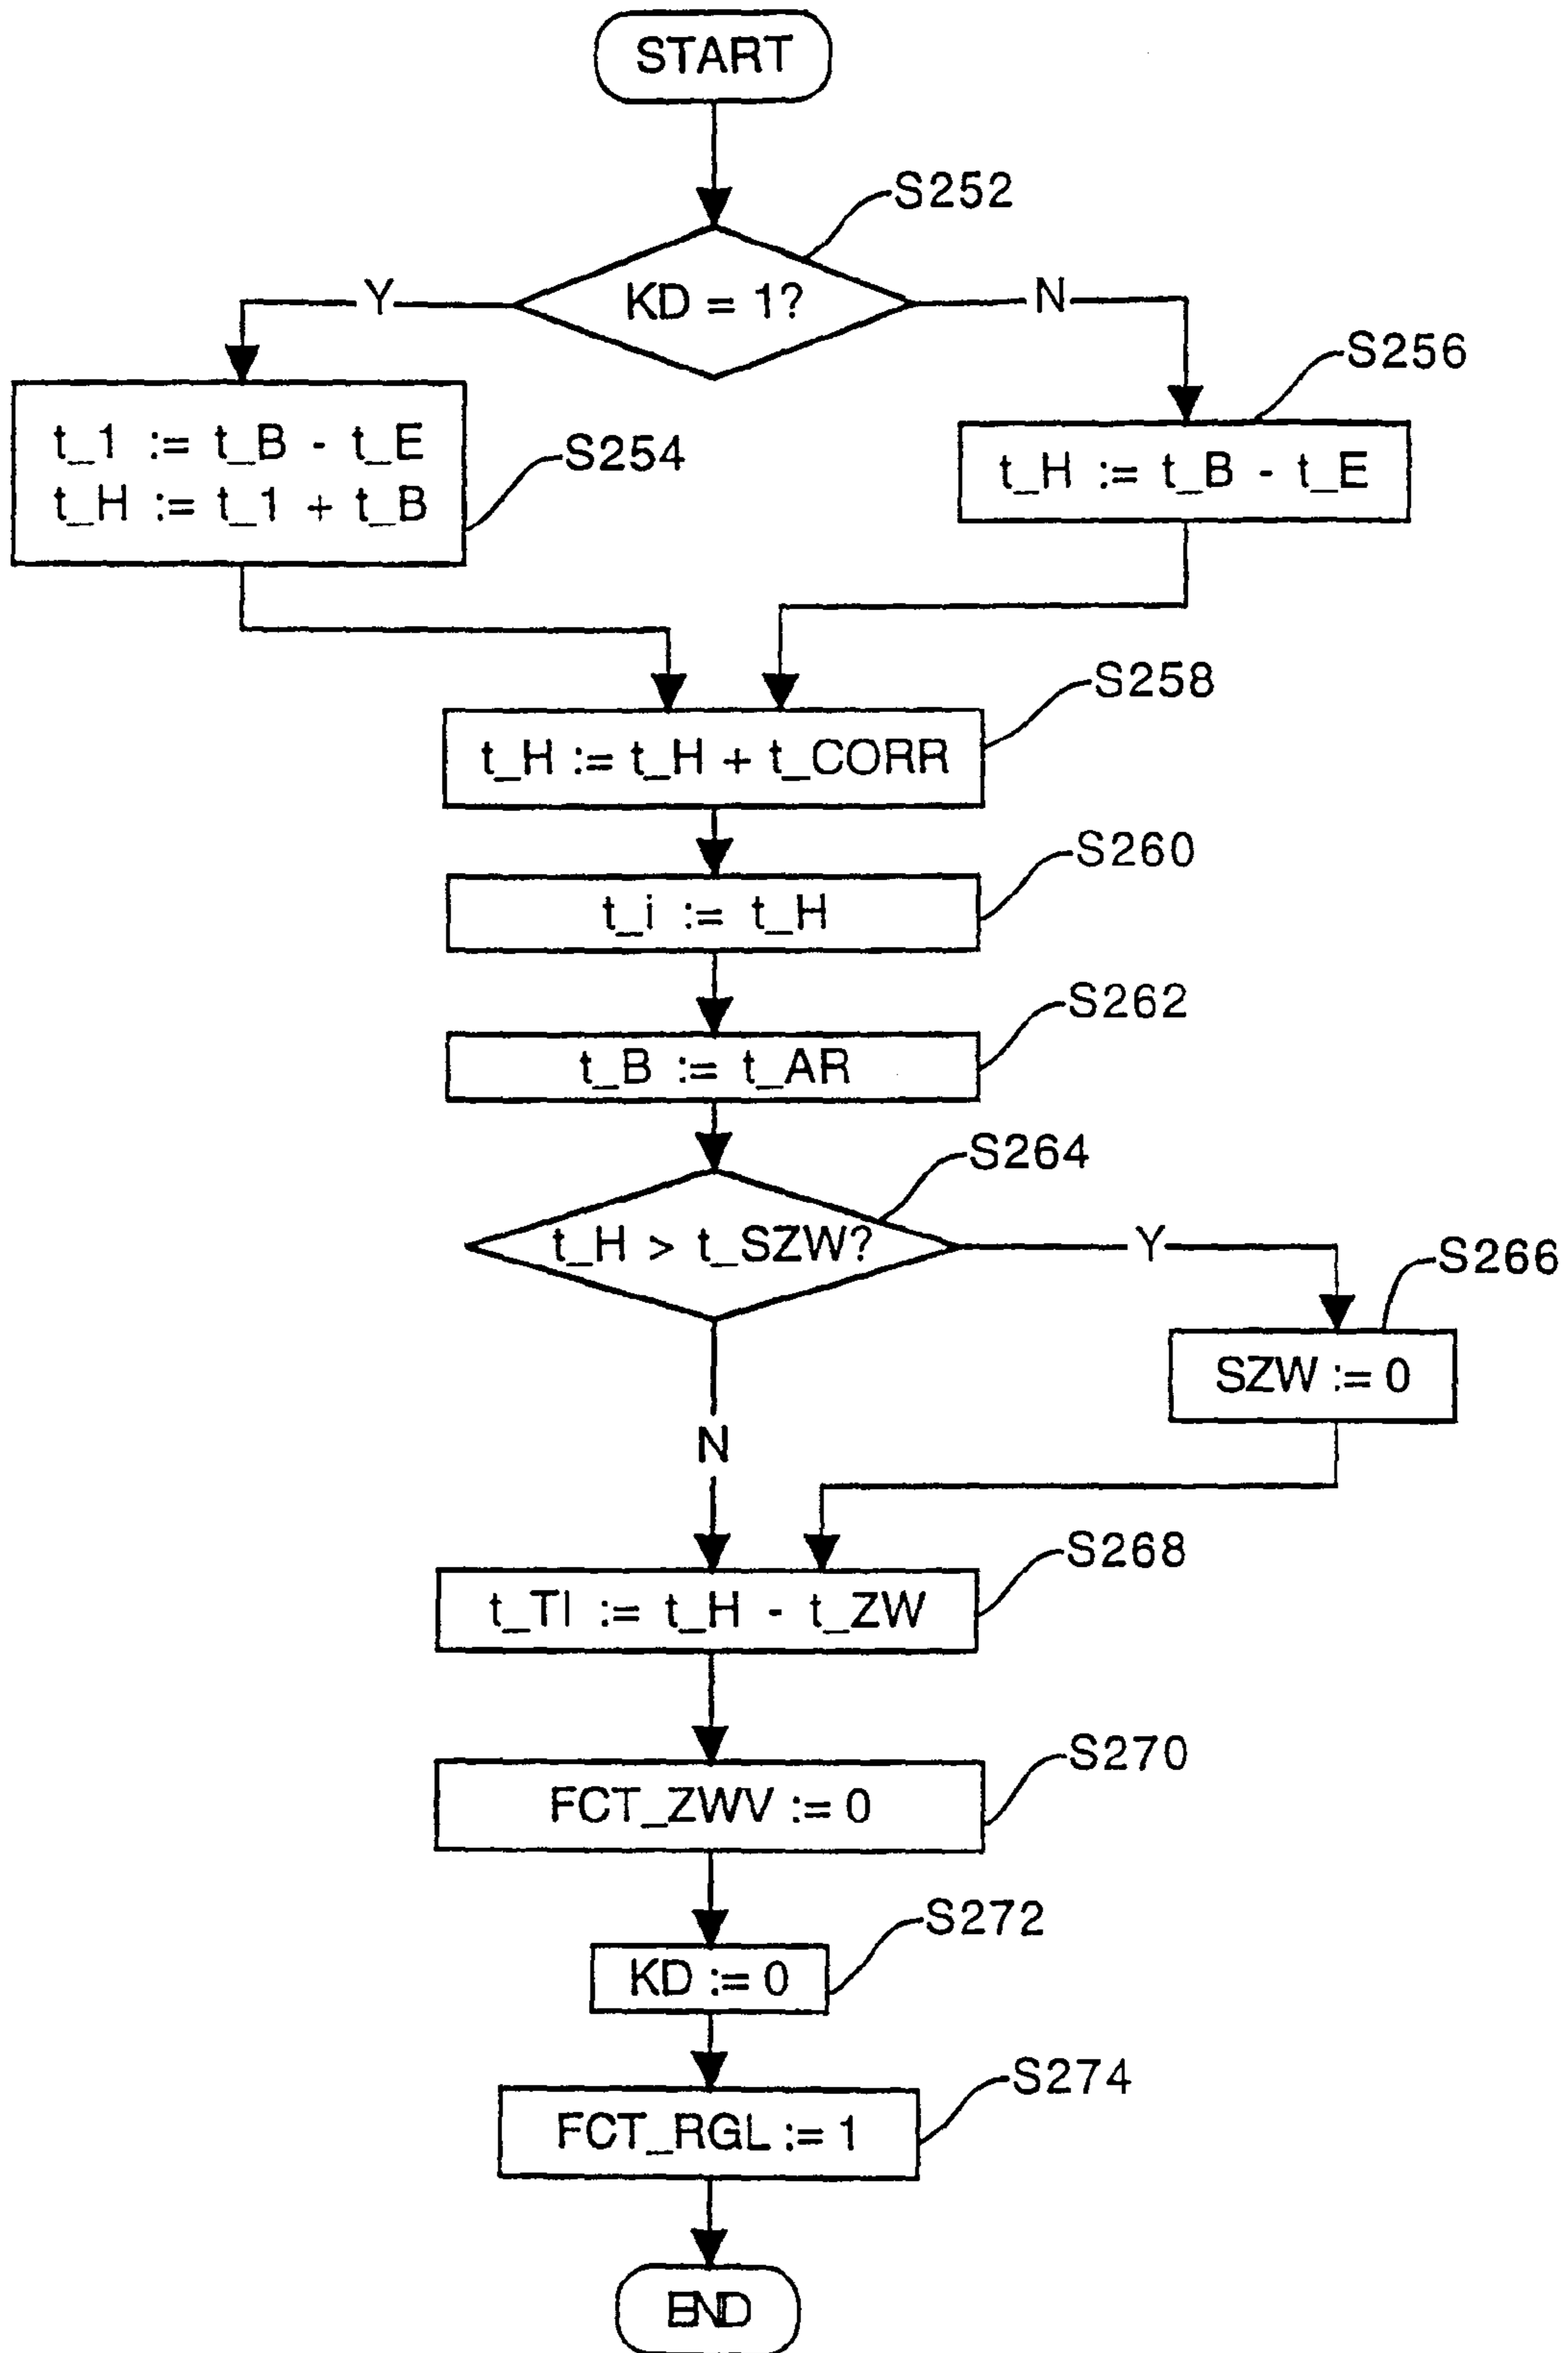 START
S252
KD = 1?
Y
N
S256
t_1 := t_B - t_E
t_H := t_1 + t_B
S254
t_H := t_B - t_E
S258
t_H := t_H + t_CORR
S260
t_i := t_H
S262
t_B := t_AR
S264
t_H > t_SZW?
Y
S266
SZW := 0
N
S268
t_TI := t_H - t_ZW
S270
FCT_ZWV := 0
S272
KD := 0
S274
FCT_RGL := 1
END